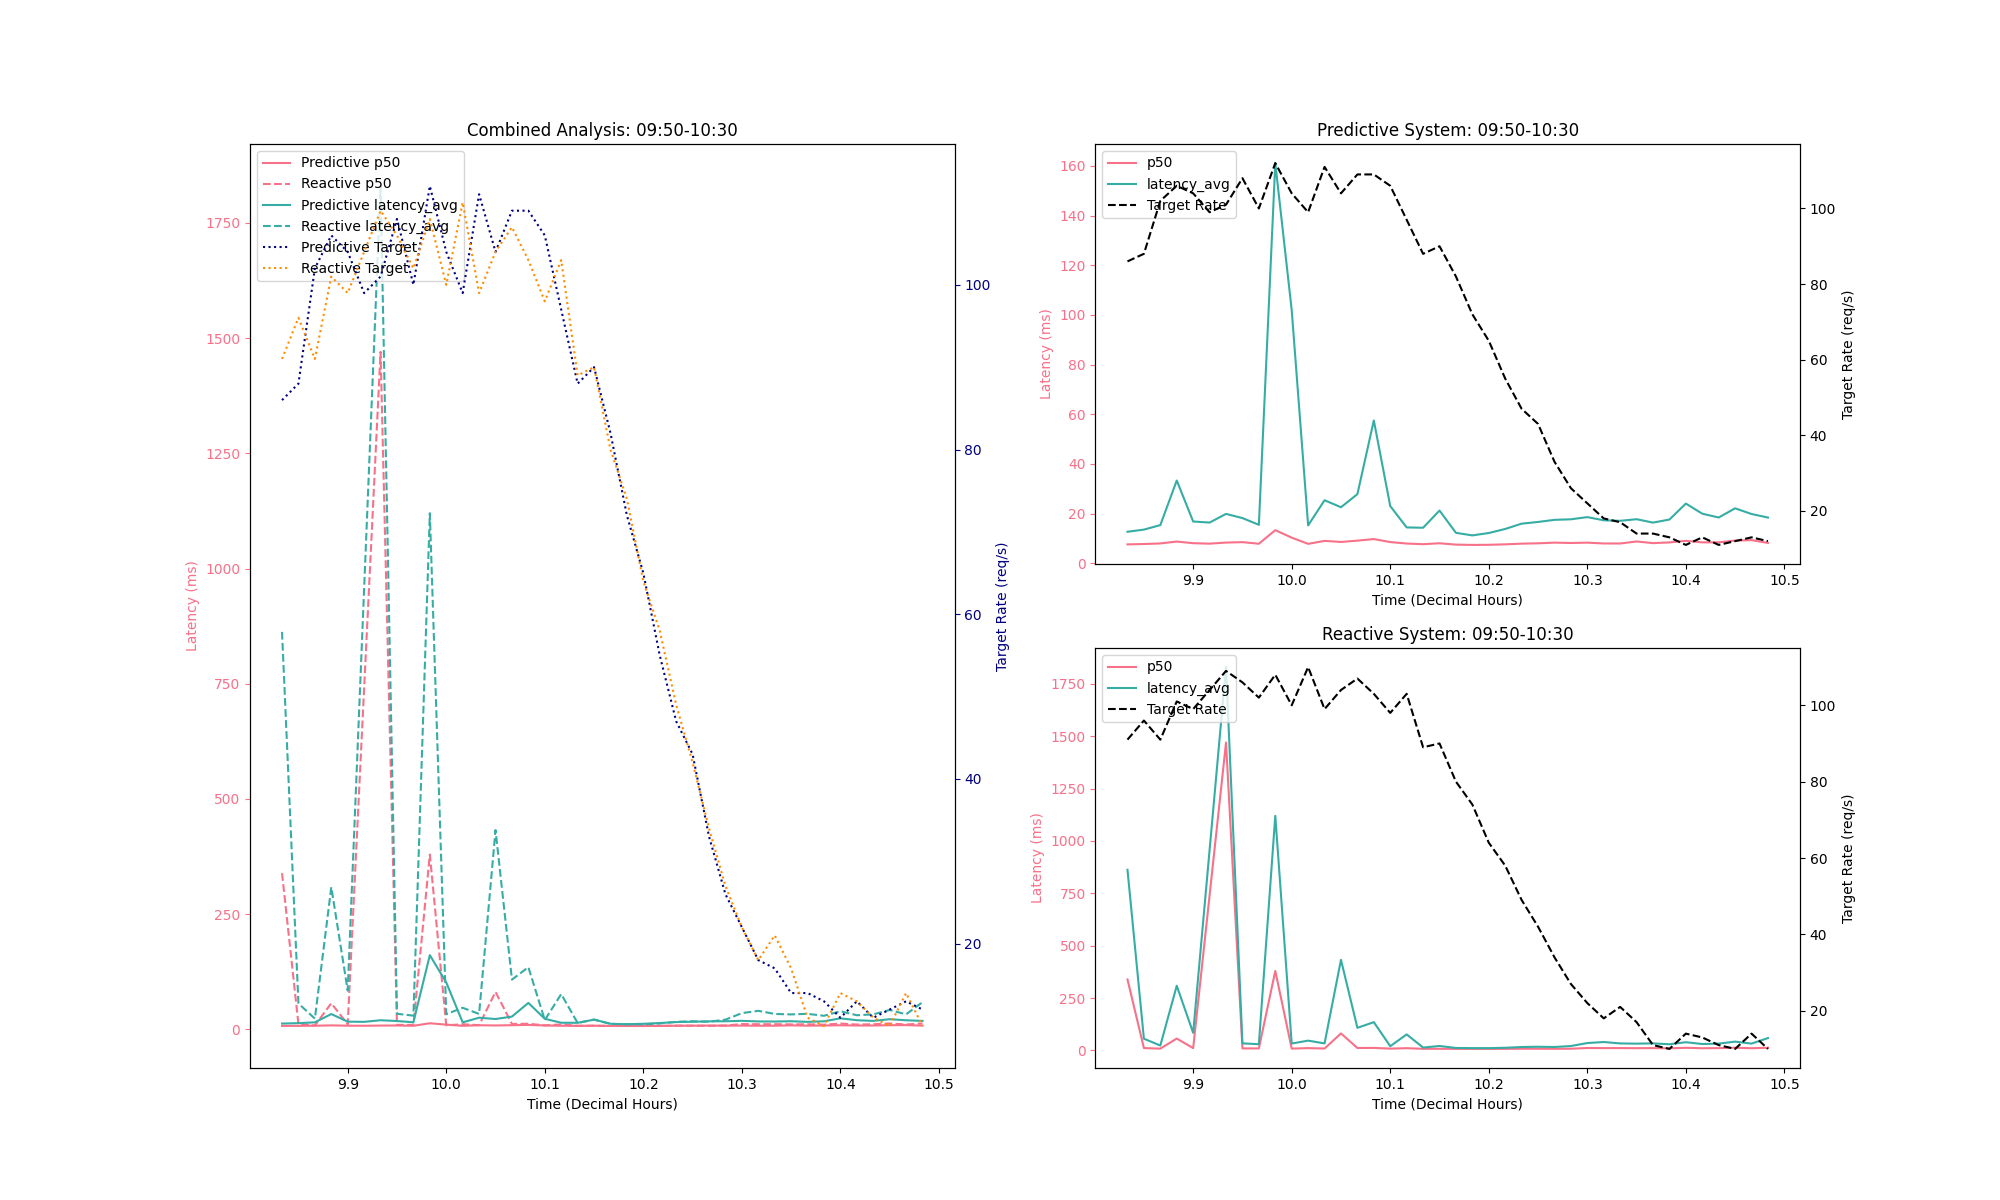 Combined Analysis: 09:50-10:30
Predictive p50
Reactive p50
Predictive latency_avg
Reactive latency_avg
Predictive Target
Reactive Target
1750
1500
1250
1000
750
500
250
0
Latency (ms)
100
80
60
40
20
Target Rate (req/s)
9.9 10.0 10.1 10.2 10.3 10.4 10.5
Time (Decimal Hours)
Predictive System: 09:50-10:30
p50
latency_avg
Target Rate
160
140
120
100
80
60
40
20
0
Latency (ms)
100
80
60
40
20
Target Rate (req/s)
9.9 10.0 10.1 10.2 10.3 10.4 10.5
Time (Decimal Hours)
Reactive System: 09:50-10:30
p50
latency_avg
Target Rate
1750
1500
1250
1000
750
500
250
0
Latency (ms)
100
80
60
40
20
Target Rate (req/s)
9.9 10.0 10.1 10.2 10.3 10.4 10.5
Time (Decimal Hours)